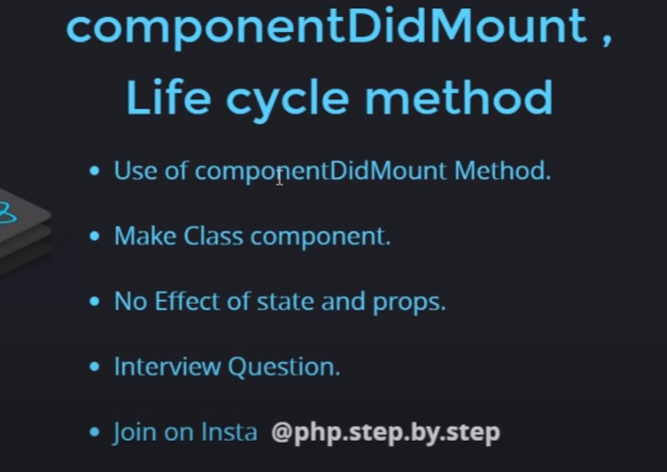 componentDidMount ,
Life cycle method
• Use of componentDidMount Method.
• Make Class component.
• No Effect of state and props.
• Interview Question.
• Join on Insta @php.step.by.step